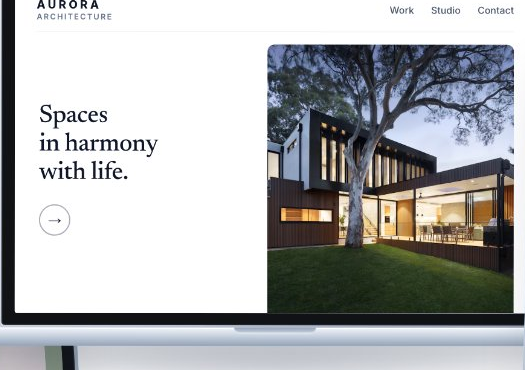 AURORA
ARCHITECTURE
Work Studio Contact
Spaces
in harmony
with life.